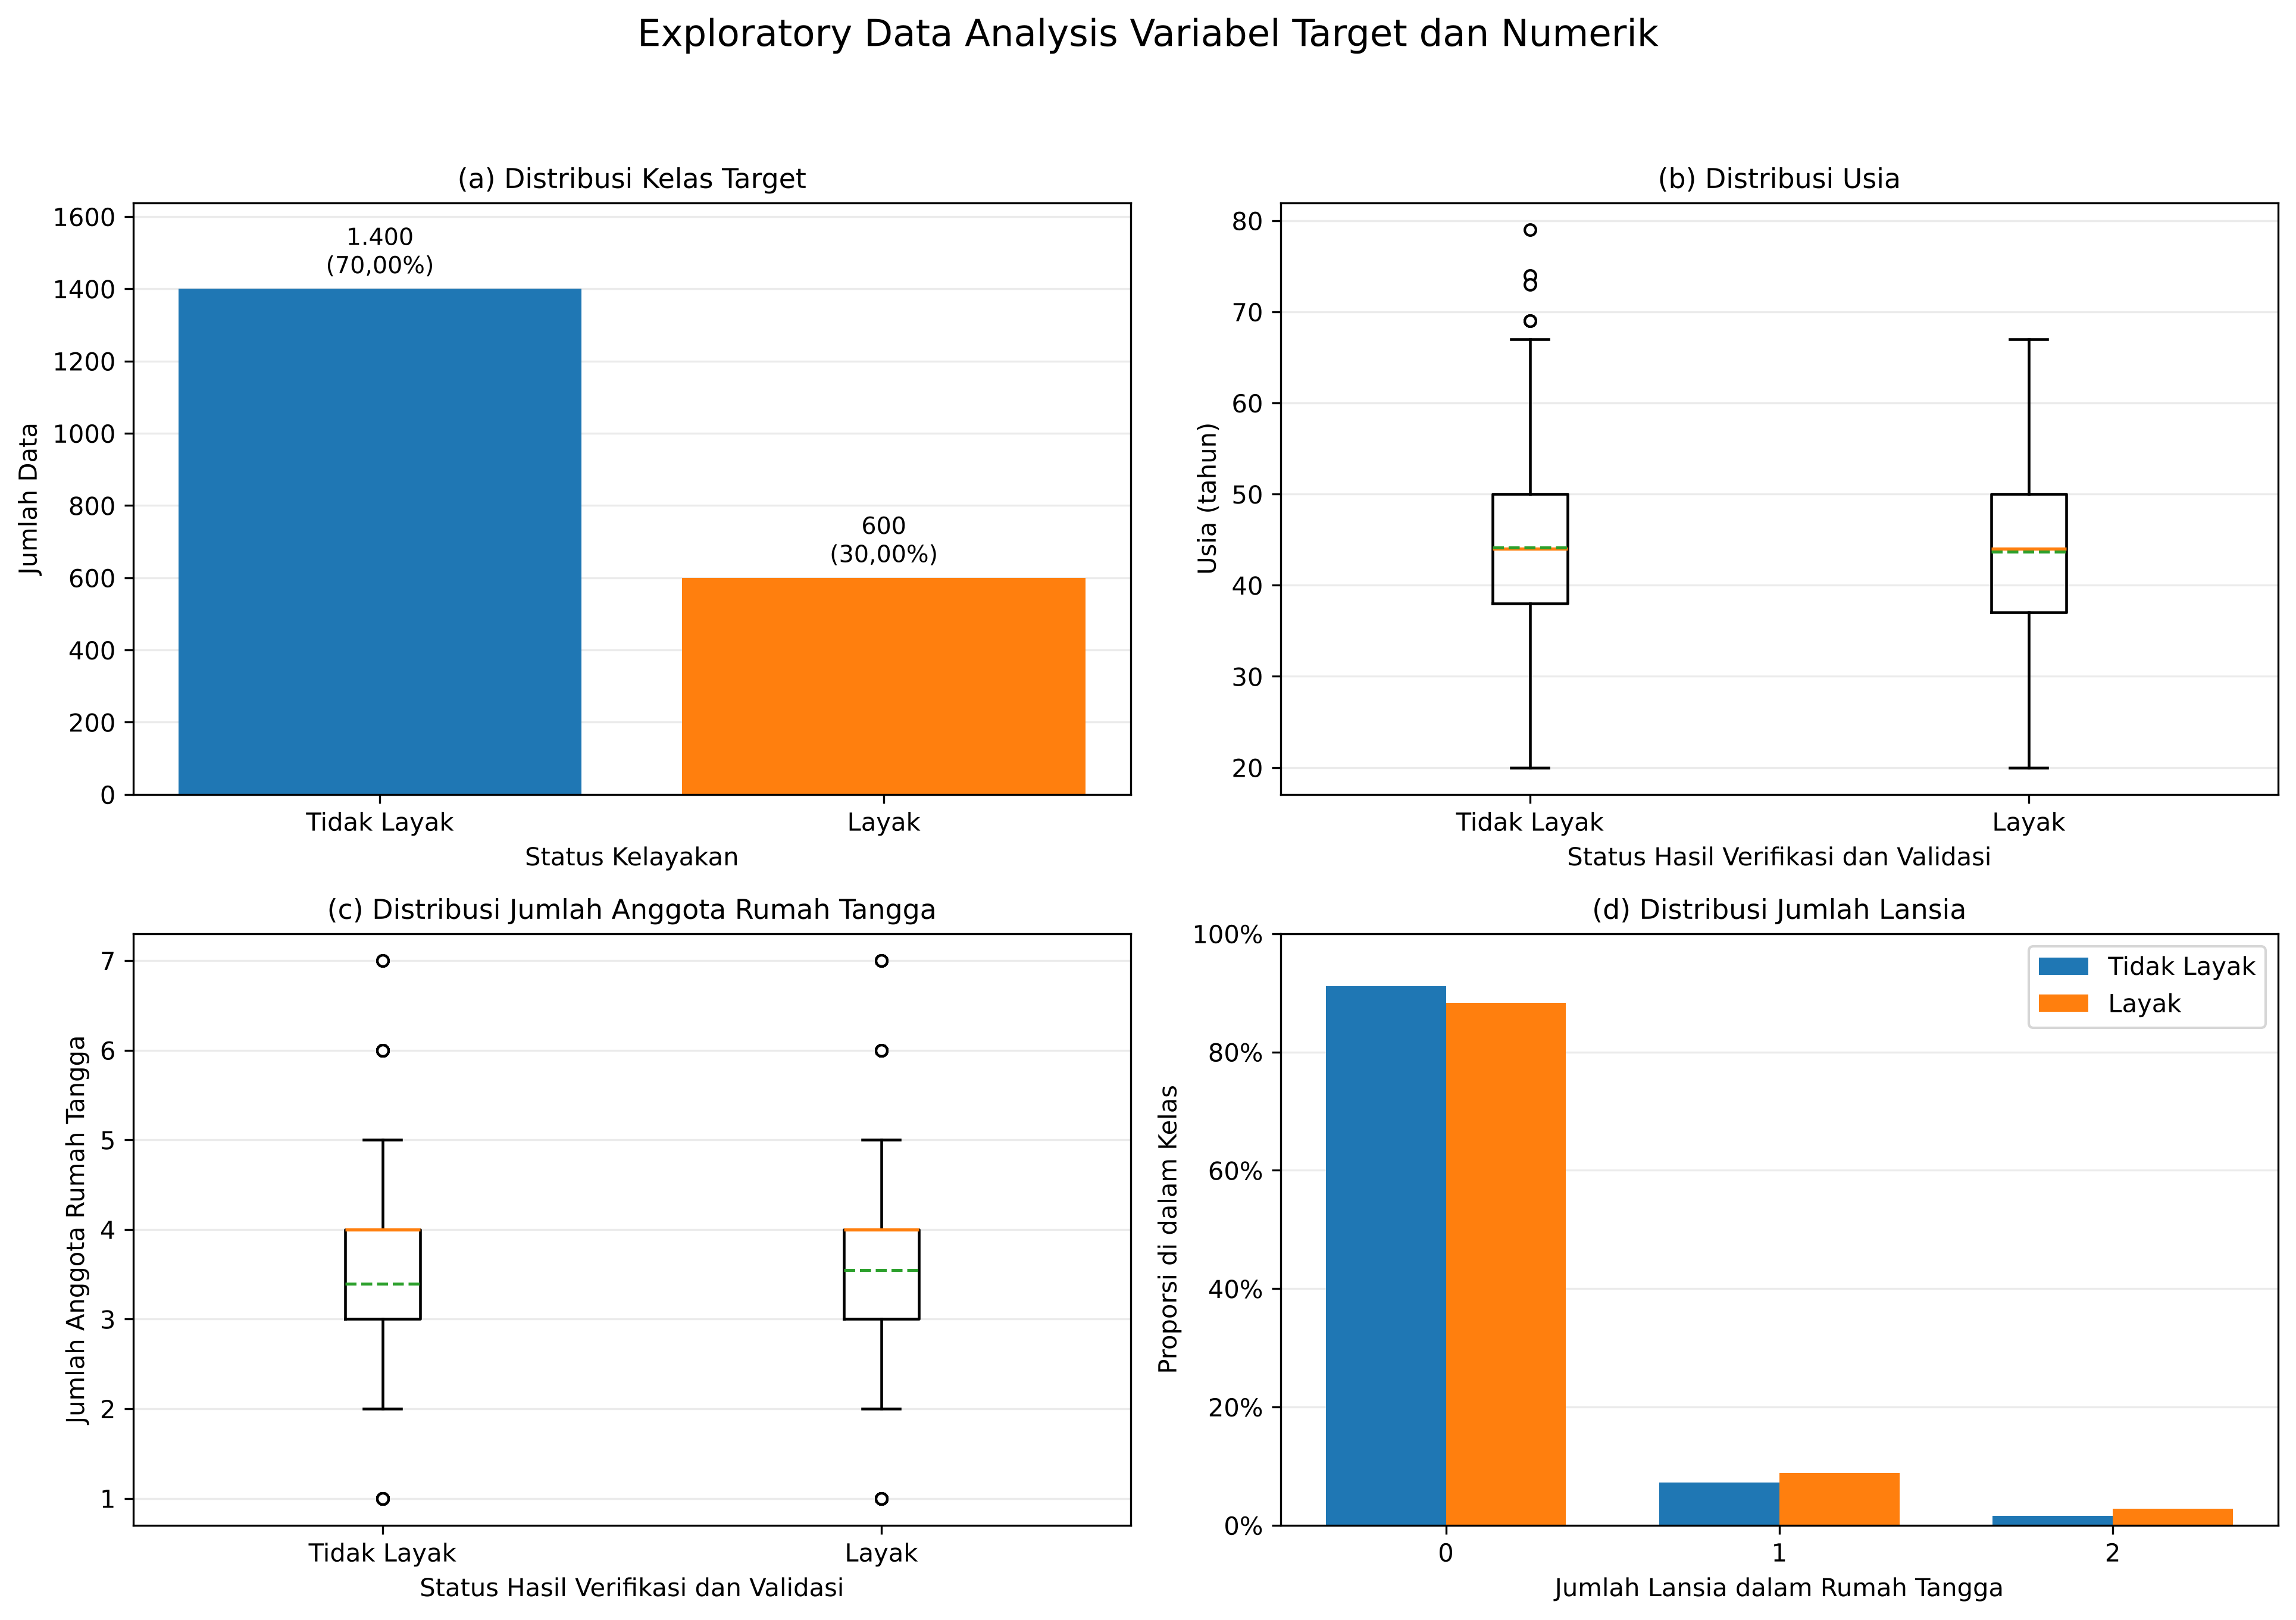 Exploratory Data Analysis Variabel Target dan Numerik
(a) Distribusi Kelas Target
1600
1400
1200
1000
800
600
400
200
0
Jumlah Data
1.400
(70,00%)
600
(30,00%)
Tidak Layak
Layak
Status Kelayakan
(b) Distribusi Usia
80
70
60
50
40
30
20
Usia (tahun)
Tidak Layak
Layak
Status Hasil Verifikasi dan Validasi
(c) Distribusi Jumlah Anggota Rumah Tangga
7
6
5
4
3
2
1
Jumlah Anggota Rumah Tangga
Tidak Layak
Layak
Status Hasil Verifikasi dan Validasi
(d) Distribusi Jumlah Lansia
100%
80%
60%
40%
20%
0%
Proporsi di dalam Kelas
Tidak Layak
Layak
0
1
2
Jumlah Lansia dalam Rumah Tangga